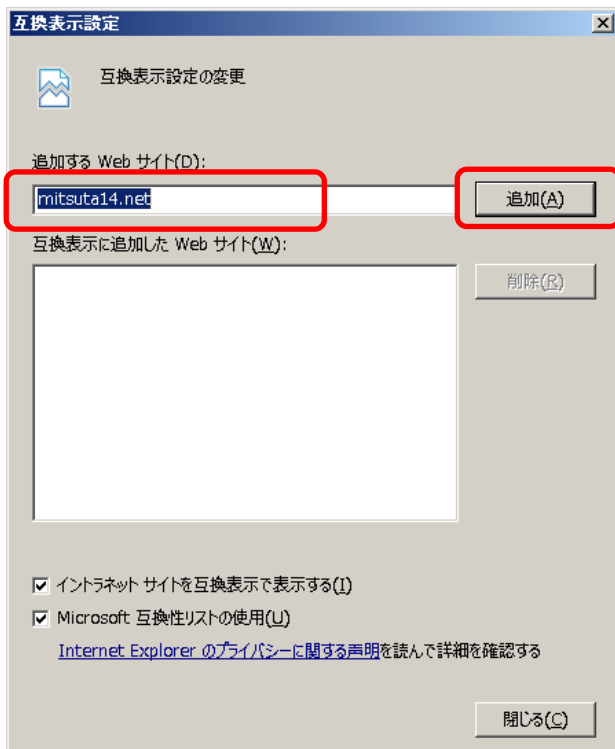 互換表示設定
互換表示設定の変更
追加する Web サイト(D):
mitsuta14.net
追加(A)
互換表示に追加した Web サイト(W):
削除(R)
イントラネット サイトを互換表示で表示する(I)
Microsoft 互換性リストの使用(U)
Internet Explorer のプライバシーに関する声明を読んで詳細を確認する
閉じる(C)